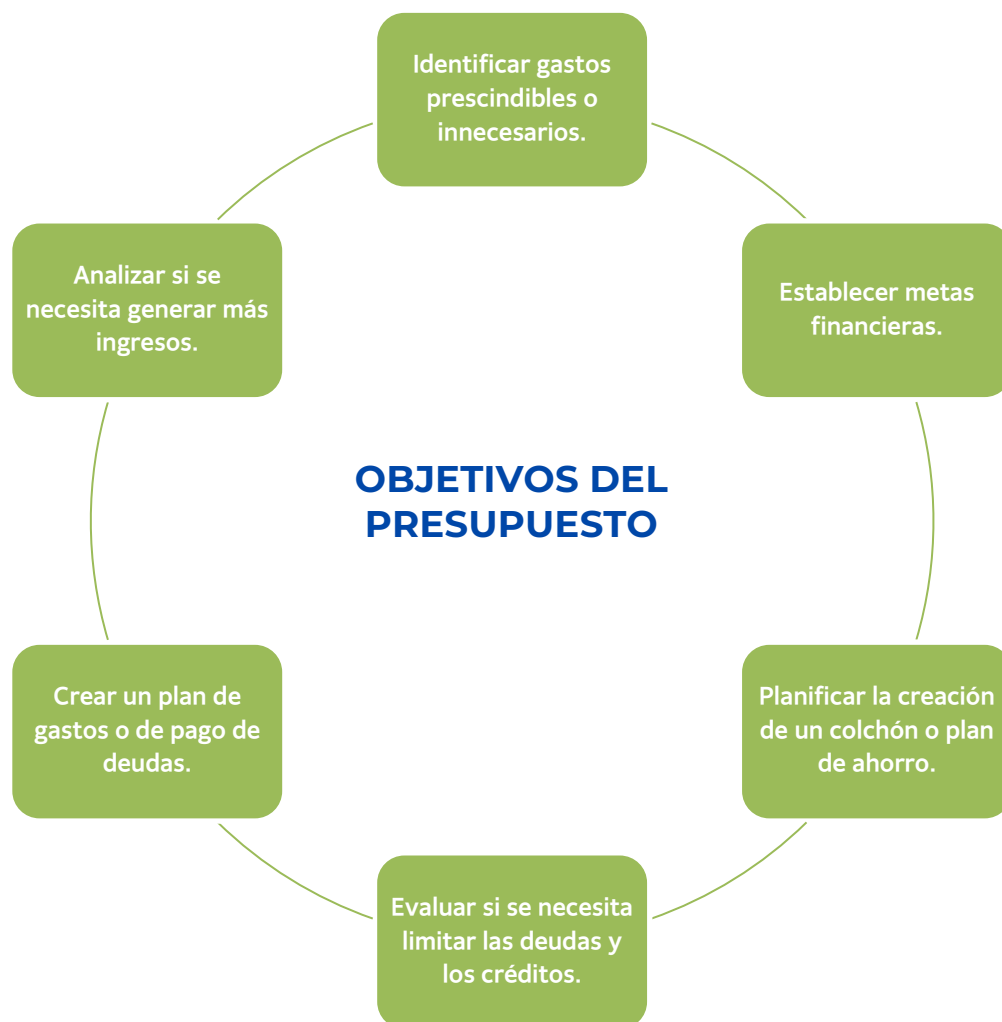 Identificar gastos
prescindibles o
innecesarios.
Establecer metas
financieras.
Planificar la creación
de un colchón o plan
de ahorro.
Evaluar si se necesita
limitar las deudas y
los créditos.
Crear un plan de
gastos o de pago de
deudas.
Analizar si se
necesita generar más
ingresos.
OBJETIVOS DEL
PRESUPUESTO